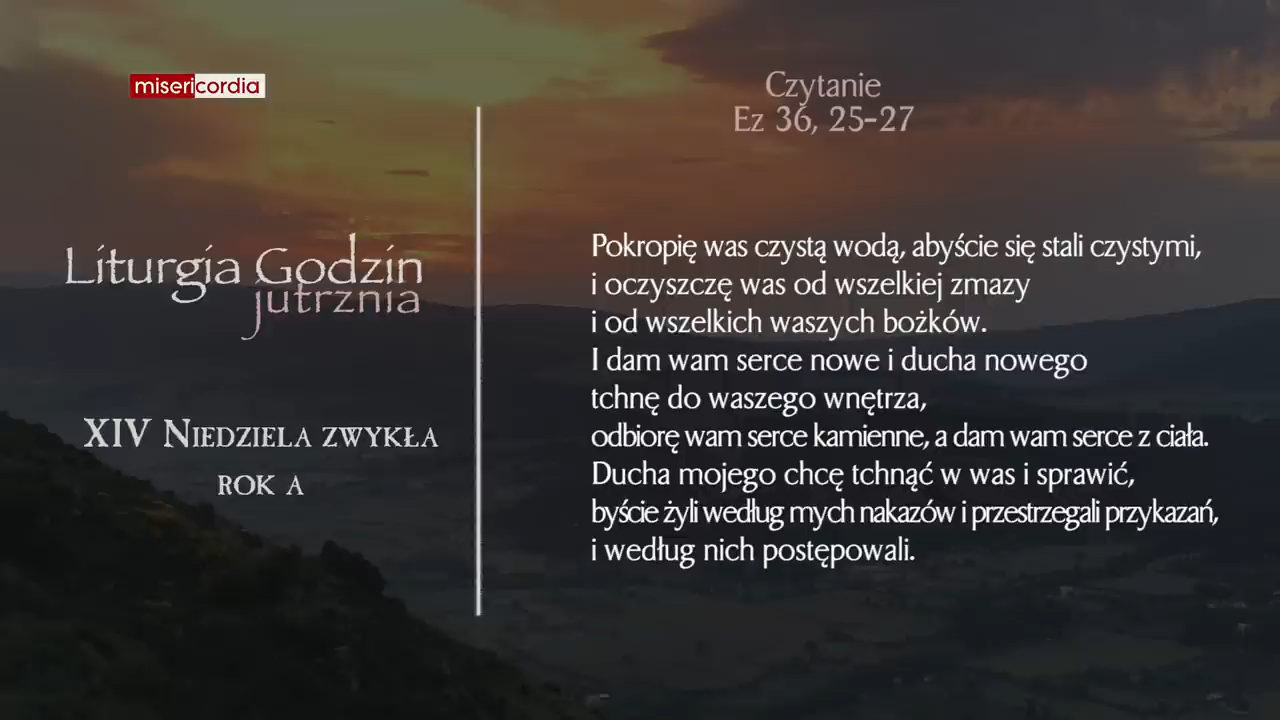 misericordia
Liturgia Godzin
jutrznia
XIV Niedziela zwykła
rok A
Czytanie
Ez 36, 25-27
Pokropię was czystą wodą, abyście się stali czystymi,
i oczyszczę was od wszelkiej zmazy
i od wszelkich waszych bożków.
I dam wam serce nowe i ducha nowego
tchnę do waszego wnętrza,
odbiorę wam serce kamienne, a dam wam serce z ciała.
Ducha mojego chcę tchnąć w was i sprawić,
byście żyli według mych nakazów i przestrzegali przykazań,
i według nich postępowali.